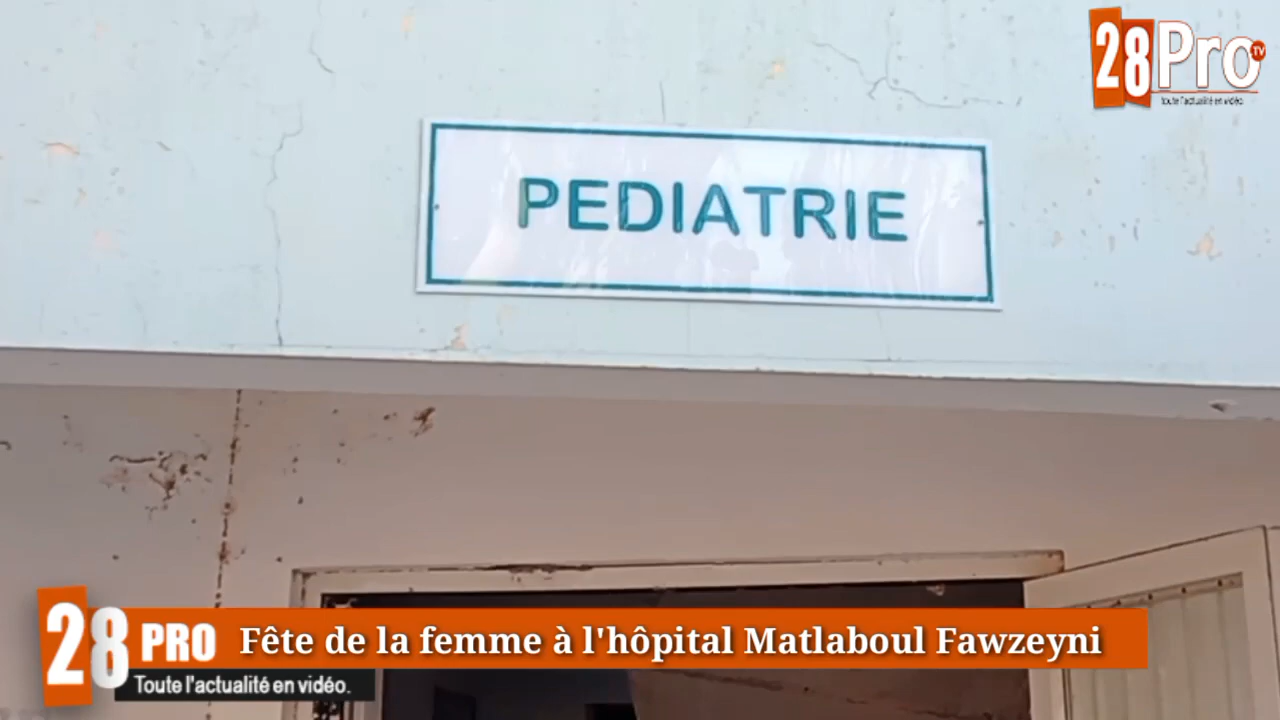 28Pro TV
toute l'actualité en vidéo
PEDIATRIE
28 PRO
Fête de la femme à l'hôpital Matlaboul Fawzeyni
Toute l'actualité en vidéo.